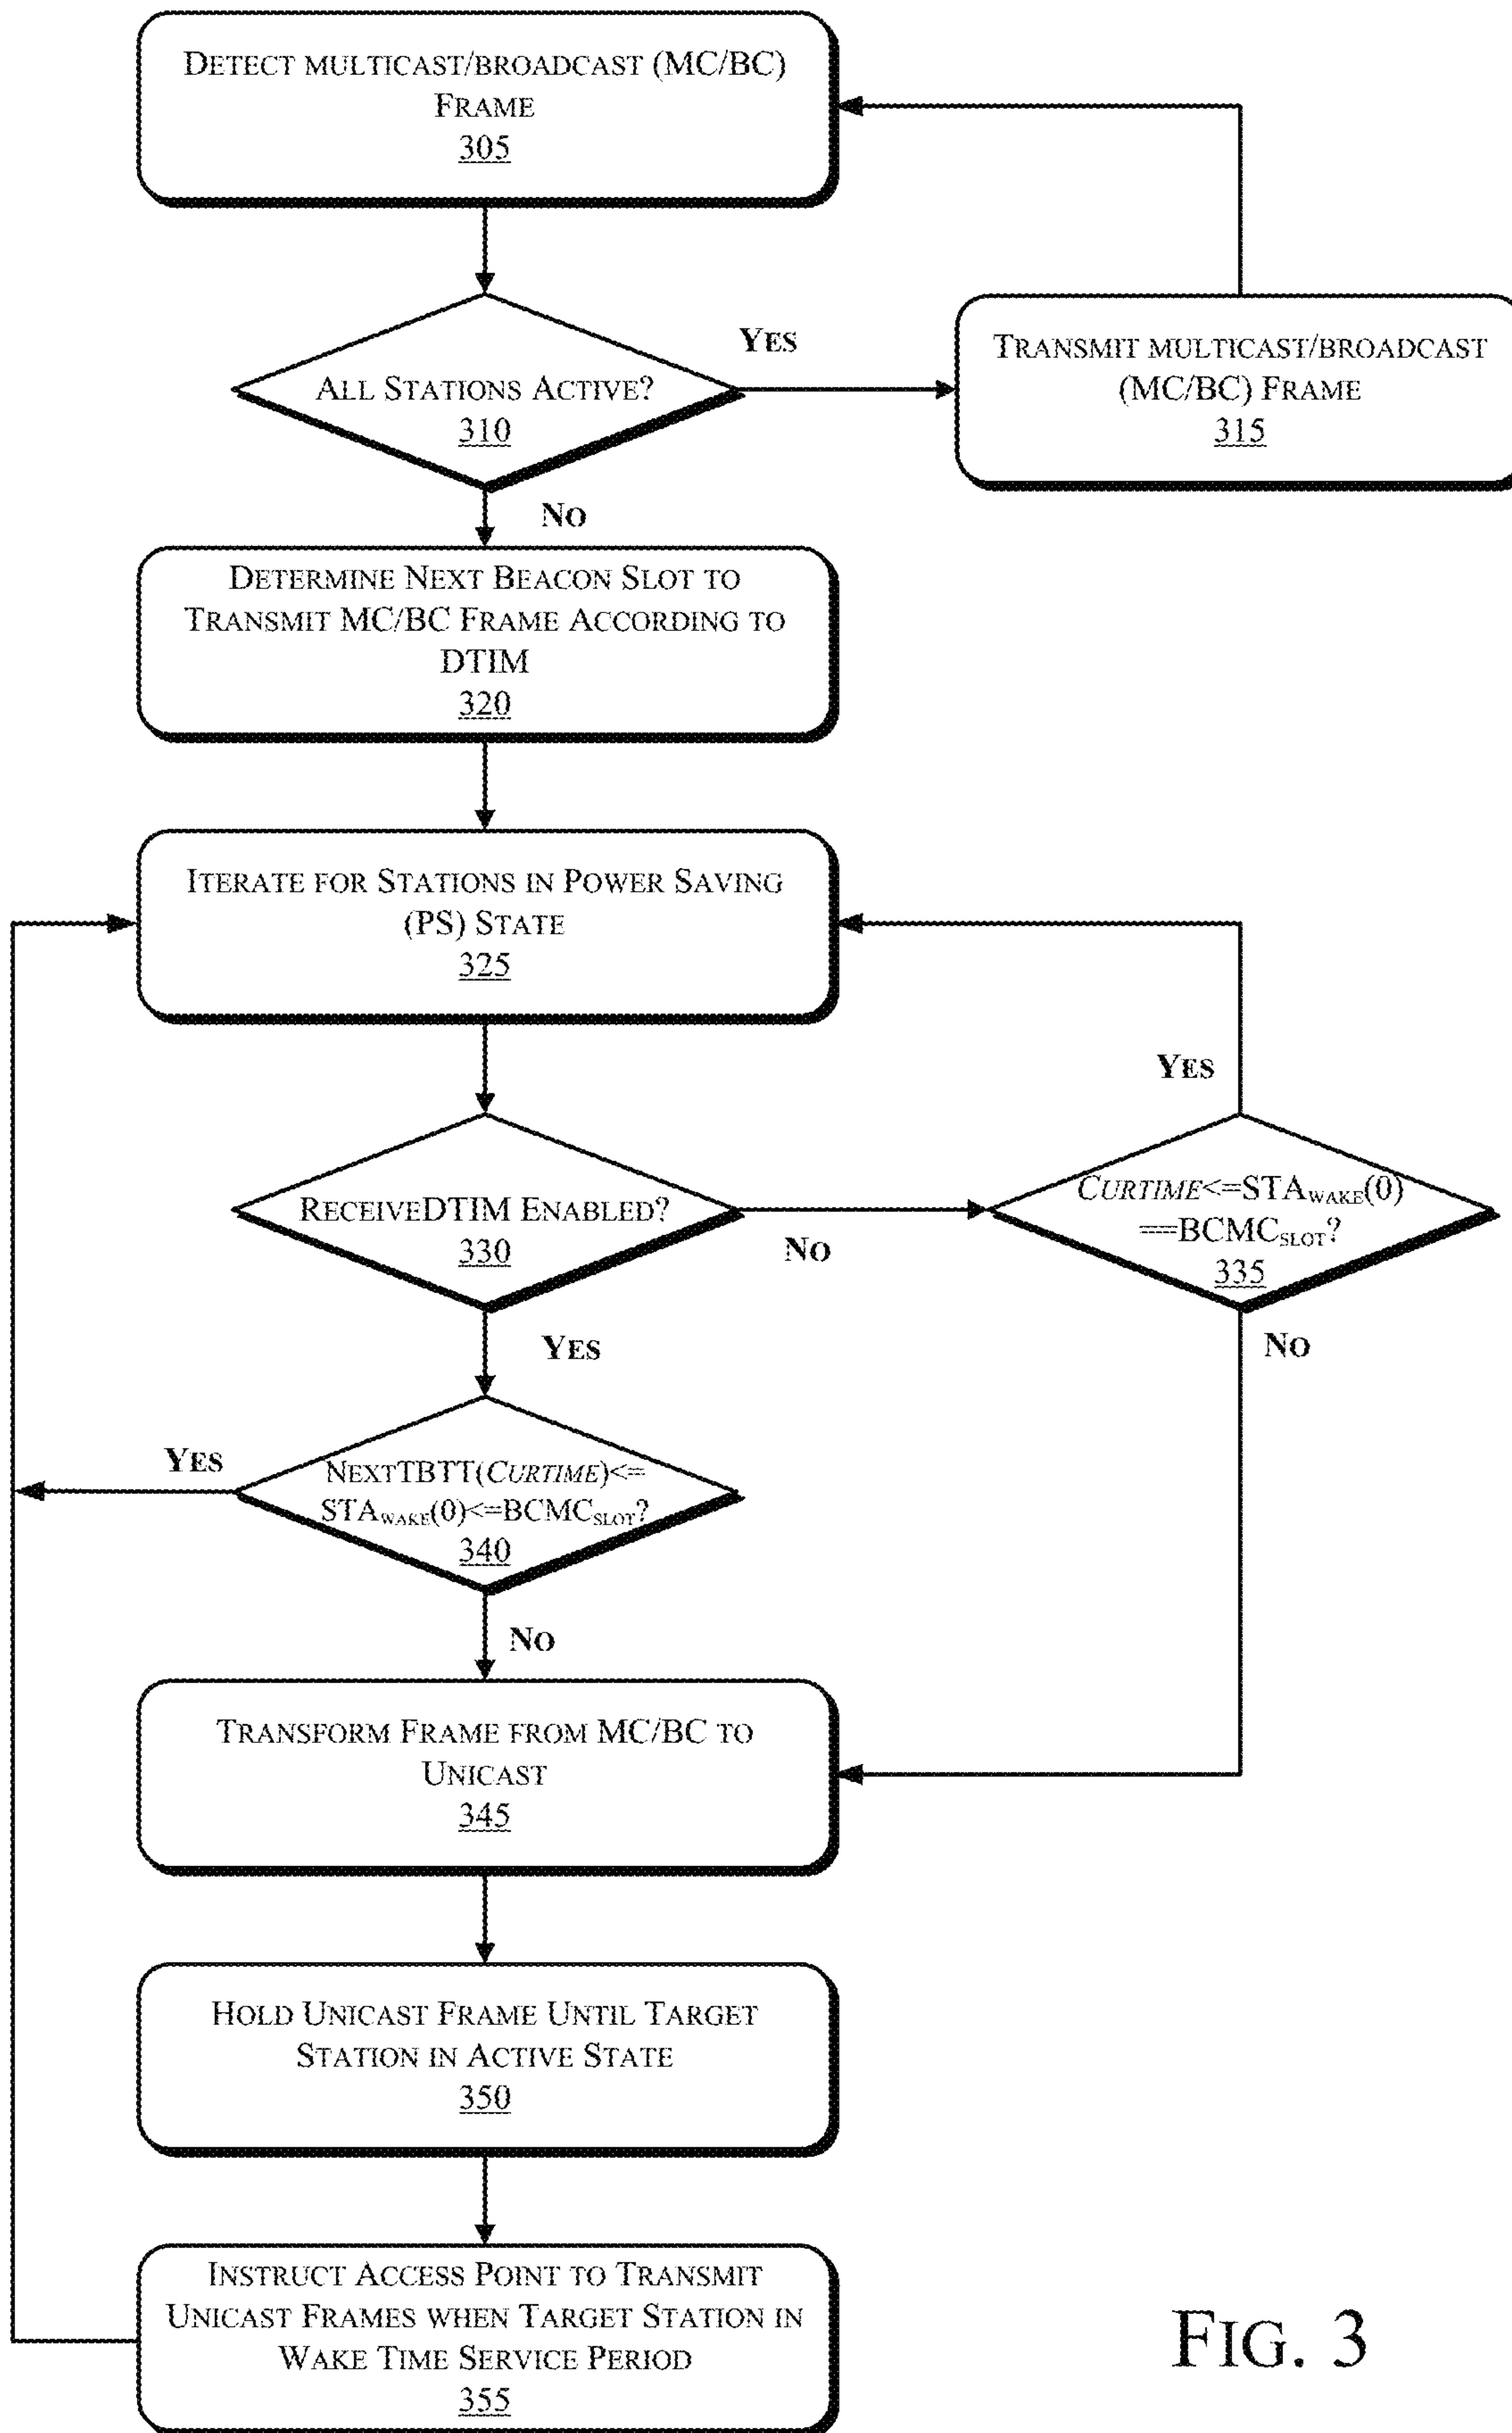 DETECT MULTICAST/BROADCAST (MC/BC)
FRAME
305
ALL STATIONS ACTIVE?
310
YES
TRANSMIT MULTICAST/BROADCAST
(MC/BC) FRAME
315
NO
DETERMINE NEXT BEACON SLOT TO
TRANSMIT MC/BC FRAME ACCORDING TO
DTIM
320
ITERATE FOR STATIONS IN POWER SAVING
(PS) STATE
325
YES
RECEIVEDTIM ENABLED?
330
NO
CURTIME<=STAWAKE(0)
==BCMCSLOT?
335
YES
NO
YES
NEXTTBTT(CURTIME)<=
STAWAKE(0)<=BCMCSLOT?
340
NO
TRANSFORM FRAME FROM MC/BC TO
UNICAST
345
HOLD UNICAST FRAME UNTIL TARGET
STATION IN ACTIVE STATE
350
INSTRUCT ACCESS POINT TO TRANSMIT
UNICAST FRAMES WHEN TARGET STATION IN
WAKE TIME SERVICE PERIOD
355
FIG. 3